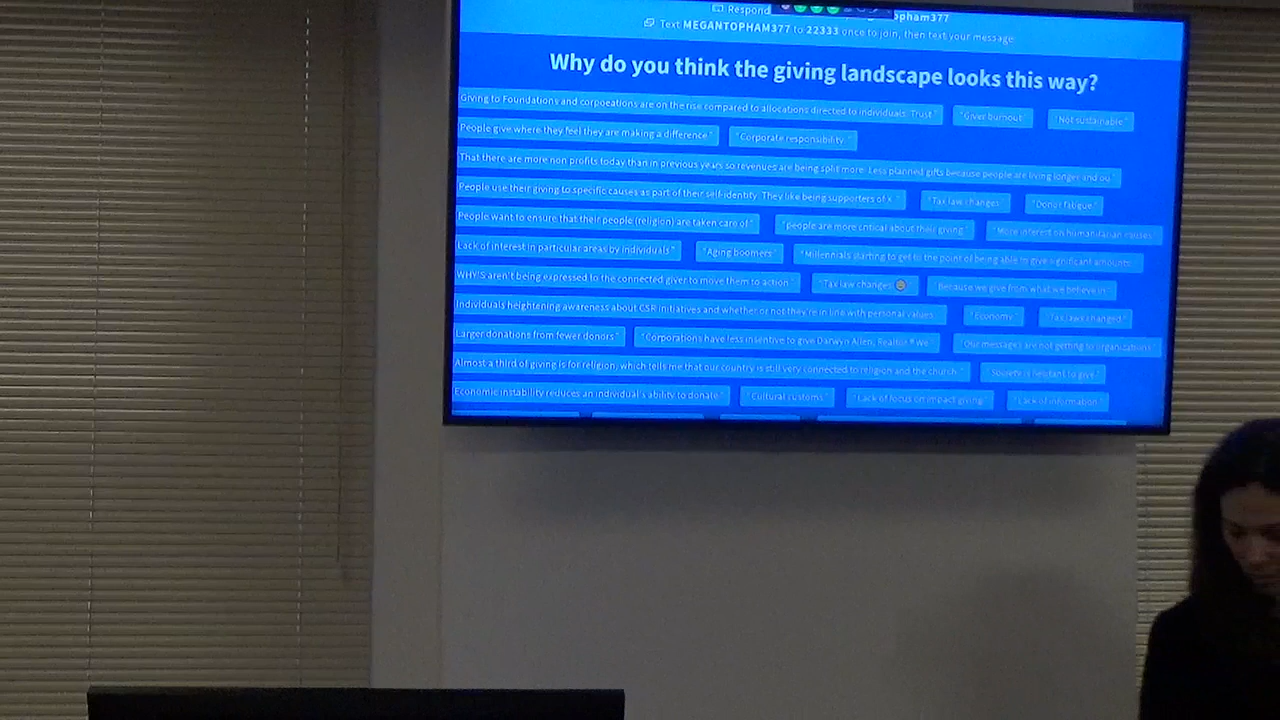 Respond opham377
Text MEGANTOPHAM377 to 22333 once to join, then text your message
Why do you think the giving landscape looks this way?
Giving to Foundations and corpoeations are on the rise compared to allocations directed to individuals. Trust" "Giver burnout" "Not sustainable"
People give where they feel they are making a difference" "Corporate responsibility"
That there are more non profits today than in previous years so revenues are being split more. Less planned gifts because people are living longer and ou"
People use their giving to specific causes as part of their self-identity. They like being supporters of x." "Tax law changes" "Donor fatigue"
People want to ensure that their people (religion) are taken care of" "people are more critical about their giving" "More interest on humanitarian causes"
Lack of interest in particular areas by individuals" "Aging boomers" "Millennials starting to get to the point of being able to give significant amounts"
WHY'S aren't being expressed to the connected giver to move them to action" "Tax law changes "Because we give from what we believe in"
Individuals heightening awareness about CSR initiatives and whether or not they're in line with personal values" "Economy" "Tax laws changed"
Larger donations from fewer donors" "Corporations have less insentive to give Darwyn Allen, Realtor ® We" "Our messages are not getting to organizations"
Almost a third of giving is for religion, which tells me that our country is still very connected to religion and the church." "Society is hesitant to give"
Economic instability reduces an individual's ability to donate" "Cultural customs" "Lack of focus on impact giving" "Lack of information"